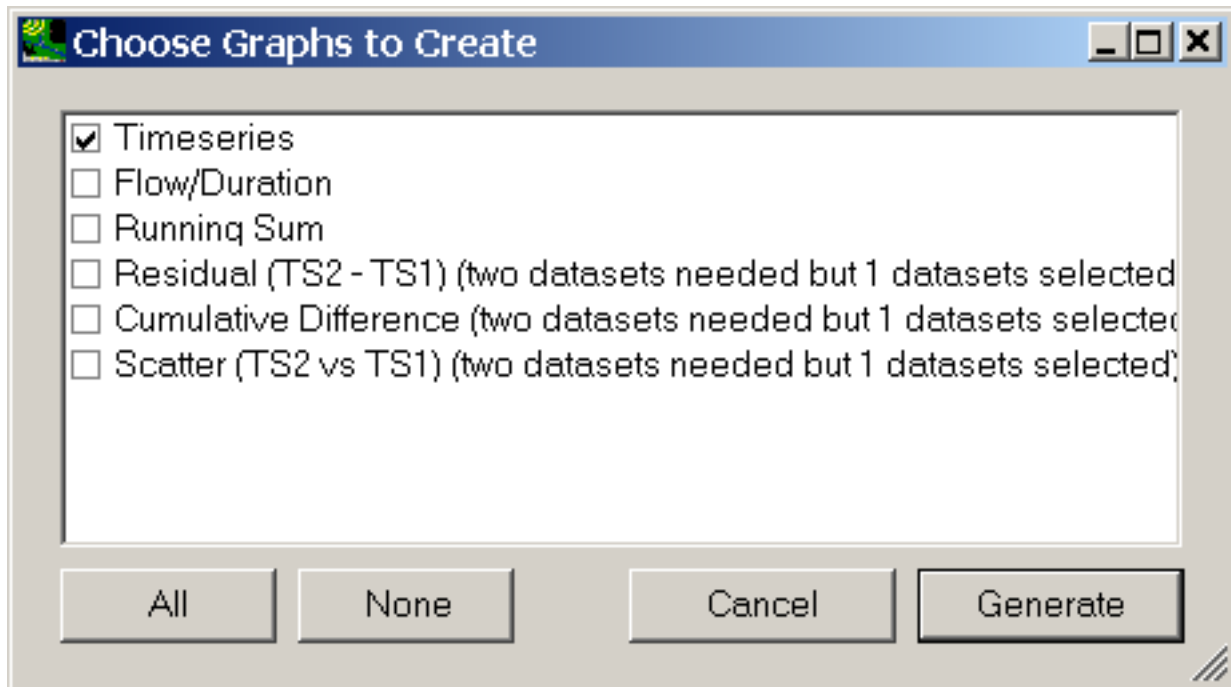 Choose Graphs to Create
Timeseries
Flow/Duration
Running Sum
Residual (TS2 - TS1) (two datasets needed but 1 datasets selected
Cumulative Difference (two datasets needed but 1 datasets selected
Scatter (TS2 vs TS1) (two datasets needed but 1 datasets selected)
All None Cancel Generate